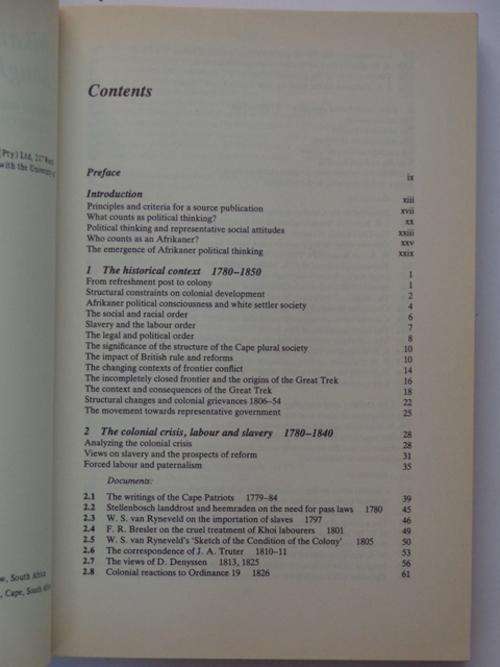 (Pty) Ltd, 217
with the University
w, South Africa
, Cape, South
Contents
Preface ix
Introduction xiii
Principles and criteria for a source publication xvii
What counts as political thinking? xx
Political thinking and representative social attitudes xxiii
Who counts as an Afrikaner? xxv
The emergence of Afrikaner political thinking xxix
1 The historical context 1780–1850 1
From refreshment post to colony 1
Structural constraints on colonial development 2
Afrikaner political consciousness and white settler society 4
The social and racial order 6
Slavery and the labour order 7
The legal and political order 8
The significance of the structure of the Cape plural society 10
The impact of British rule and reforms 10
The changing contexts of frontier conflict 14
The incompletely closed frontier and the origins of the Great Trek 16
The context and consequences of the Great Trek 18
Structural changes and colonial grievances 1806–54 22
The movement towards representative government 25
2 The colonial crisis, labour and slavery 1780–1840 28
Analyzing the colonial crisis 28
Views on slavery and the prospects of reform 31
Forced labour and paternalism 35
Documents:
2.1 The writings of the Cape Patriots 1779–84 39
2.2 Stellenbosch landdrost and heemraden on the need for pass laws 1780 45
2.3 W. S. van Ryneveld on the importation of slaves 1797 46
2.4 F. R. Bresler on the cruel treatment of Khoi labourers 1801 49
2.5 W. S. van Ryneveld's 'Sketch of the Condition of the Colony' 1805 50
2.6 The correspondence of J. A. Truter 1810–11 53
2.7 The views of D. Denyssen 1813, 1825 56
2.8 Colonial reactions to Ordinance 19 1826 61